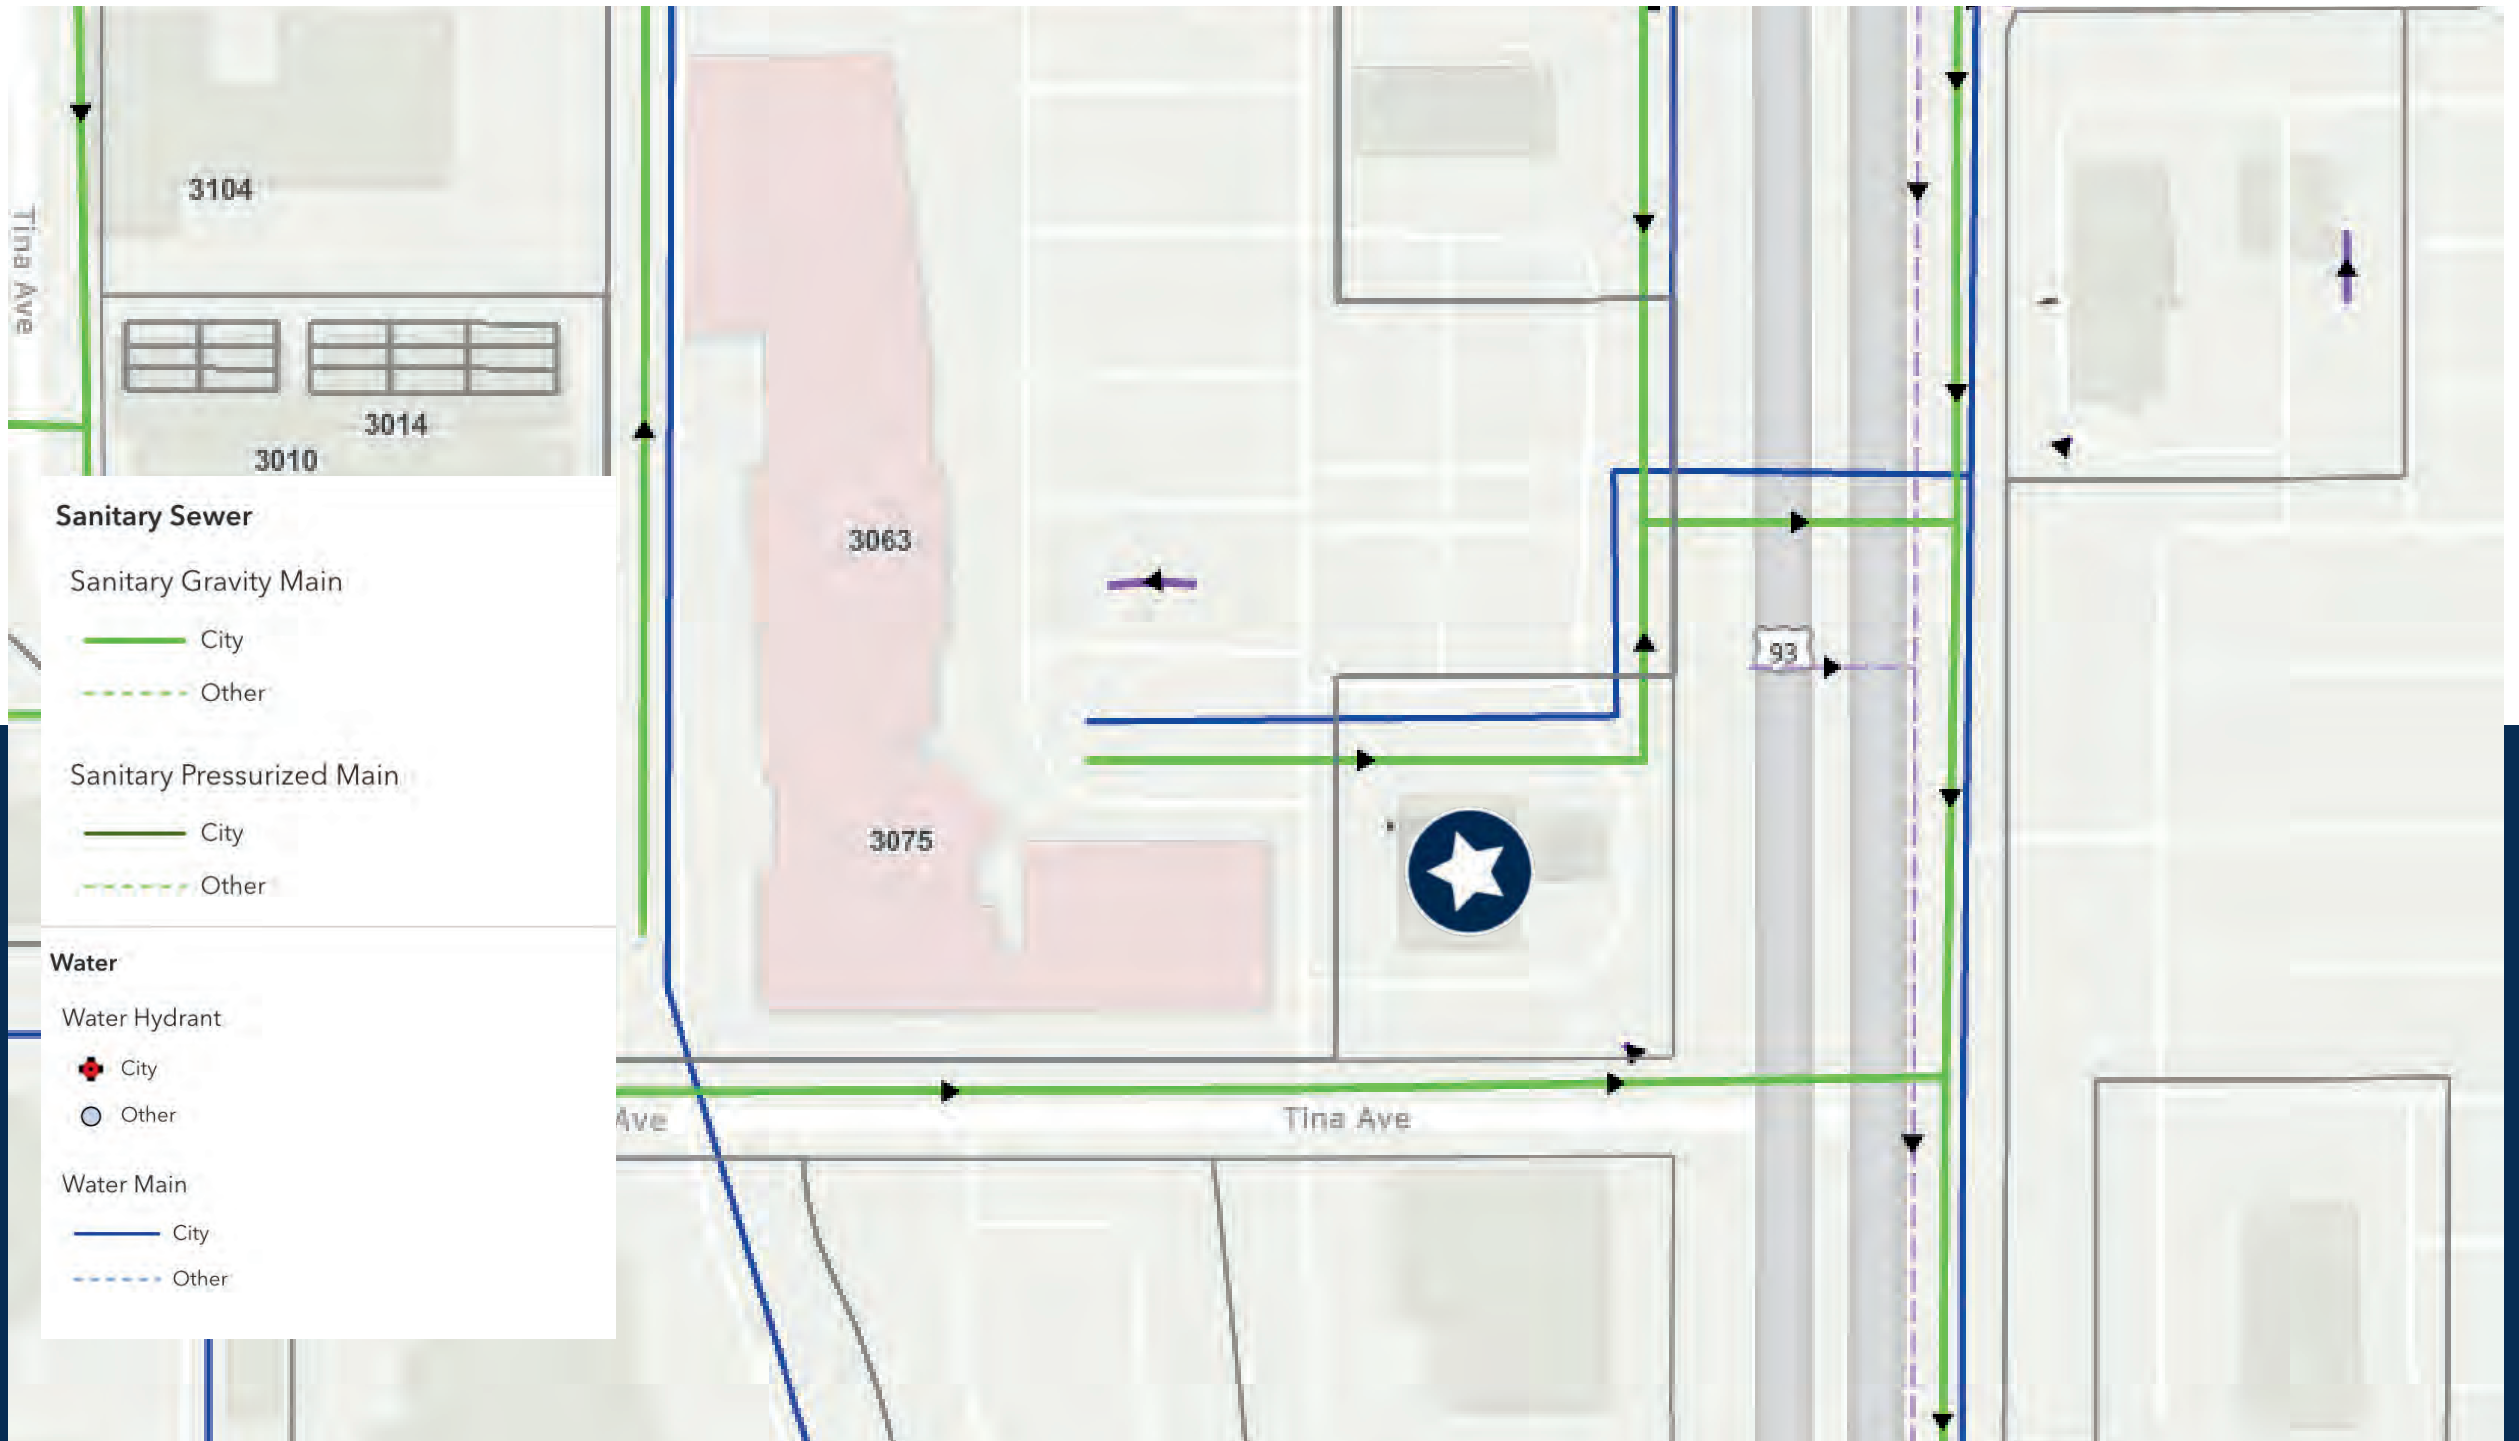 3104
Tina Ave
3014
3010
Sanitary Sewer
Sanitary Gravity Main
City
Other
Sanitary Pressurized Main
City
Other
Water
Water Hydrant
City
Other
Water Main
City
Other
3063
93
3075
Ave
Tina Ave